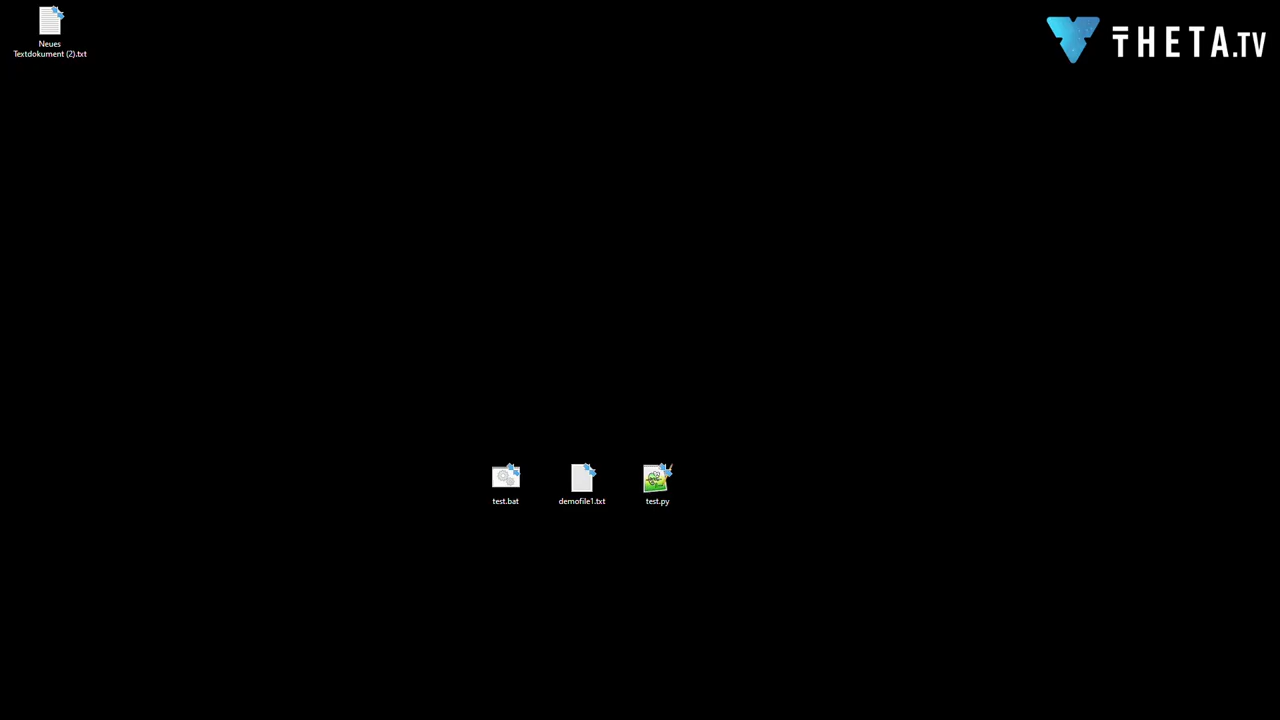 Neues
Textdokument (2).txt
THETA.TV
test.bat
demofile1.txt
test.py